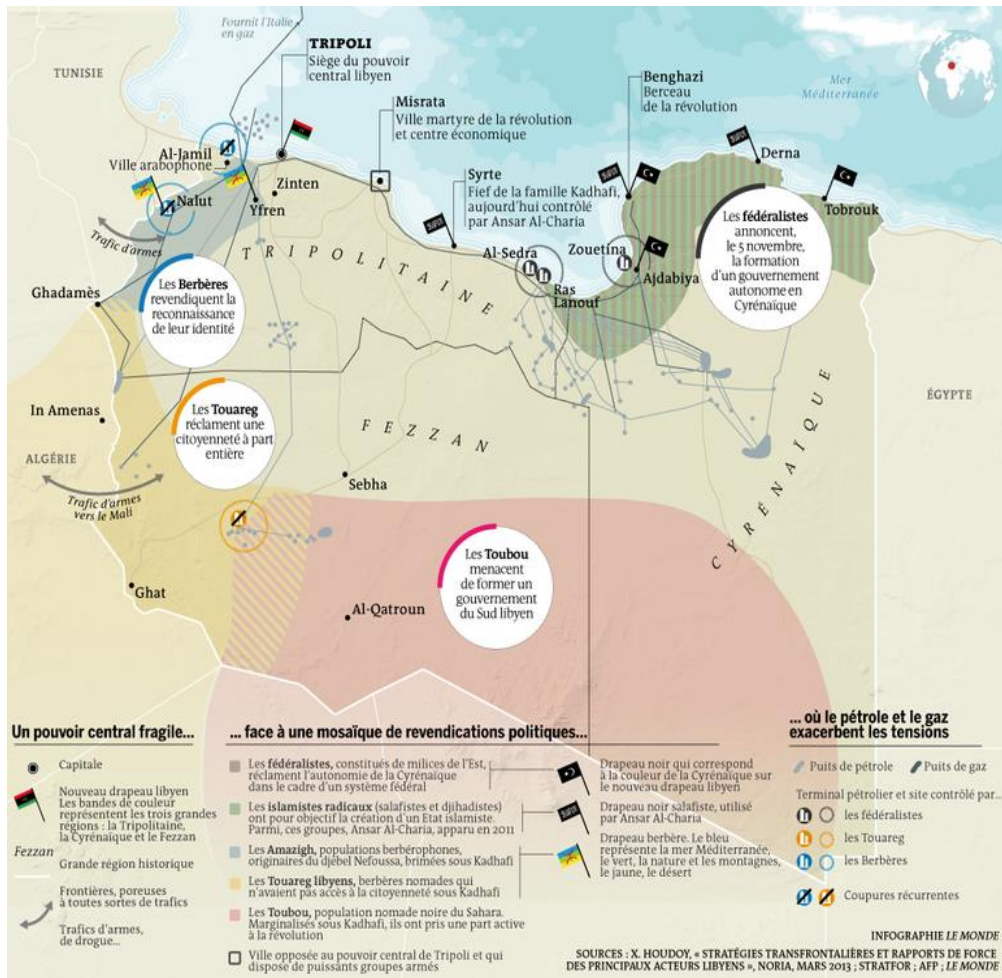 Fournit l'Italie
en gaz
TUNISIE
TRIPOLI
Siège du pouvoir
central libyen
Misrata
Ville martyre de la révolution
et centre économique
Benghazi
Berceau
de la révolution
Mer
Méditerranée
Al-Jamil
Ville arabophone
Zinten
Nalut
Yfren
Syrte
Fief de la famille Kadhafi,
aujourd'hui contrôlé
par Ansar Al-Charia
Derna
Tobrouk
Trafic d'armes
TRIPOLITAINE
Al-Sedra
Zouetina
Ras
Lanouf
Ajdabiya
Les fédéralistes
annoncent,
le 5 novembre,
la formation
d'un gouvernement
autonome en
Cyrénaïque
Ghadamès
Les Berbères
revendiquent la
reconnaissance
de leur identité
In Amenas
ALGÉRIE
Les Touareg
réclament une
citoyenneté à part
entière
FEZZAN
CYRÉNAÏQUE
ÉGYPTE
Sebha
Trafic d'armes
vers le Mali
Ghat
Al-Qatroun
Les Toubou
menacent
de former un
gouvernement
du Sud libyen
Un pouvoir central fragile...
Capitale
Nouveau drapeau libyen
Les bandes de couleur
représentent les trois grandes
régions : la Tripolitaine,
la Cyrénaïque et le Fezzan
Fezzan
Grande région historique
Frontières, poreuses
à toutes sortes de trafics
Trafics d'armes,
de drogue...
... face à une mosaïque de revendications politiques...
Les fédéralistes, constitués de milices de l'Est,
réclament l'autonomie de la Cyrénaïque
dans le cadre d'un système fédéral
Les islamistes radicaux (salafistes et djihadistes)
ont pour objectif la création d'un Etat islamiste.
Parmi, ces groupes, Ansar Al-Charia, apparu en 2011
Les Amazigh, populations berbérophones,
originaires du djebel Nefoussa, brimées sous Kadhafi
Les Touareg libyens, berbères nomades qui
n'avaient pas accès à la citoyenneté sous Kadhafi
Les Toubou, population nomade noire du Sahara.
Marginalisés sous Kadhafi, ils ont pris une part active
à la révolution
Ville opposée au pouvoir central de Tripoli et qui
dispose de puissants groupes armés
Drapeau noir qui correspond
à la couleur de la Cyrénaïque sur
le nouveau drapeau libyen
Drapeau noir salafiste, utilisé
par Ansar Al-Charia
Drapeau berbère. Le bleu
représente la mer Méditerranée,
le vert, la nature et les montagnes,
le jaune, le désert
... où le pétrole et le gaz
exacerbent les tensions
Puits de pétrole
Puits de gaz
Terminal pétrolier et site contrôlé par...
les fédéralistes
les Touareg
les Berbères
Coupures récurrentes
INFOGRAPHIE LE MONDE
SOURCES : X. HOUDOY, « STRATÉGIES TRANSFRONTALIÈRES ET RAPPORTS DE FORCE
DES PRINCIPAUX ACTEURS LIBYENS », NORIA, MARS 2013 ; STRATFOR ; AFP ; LE MONDE